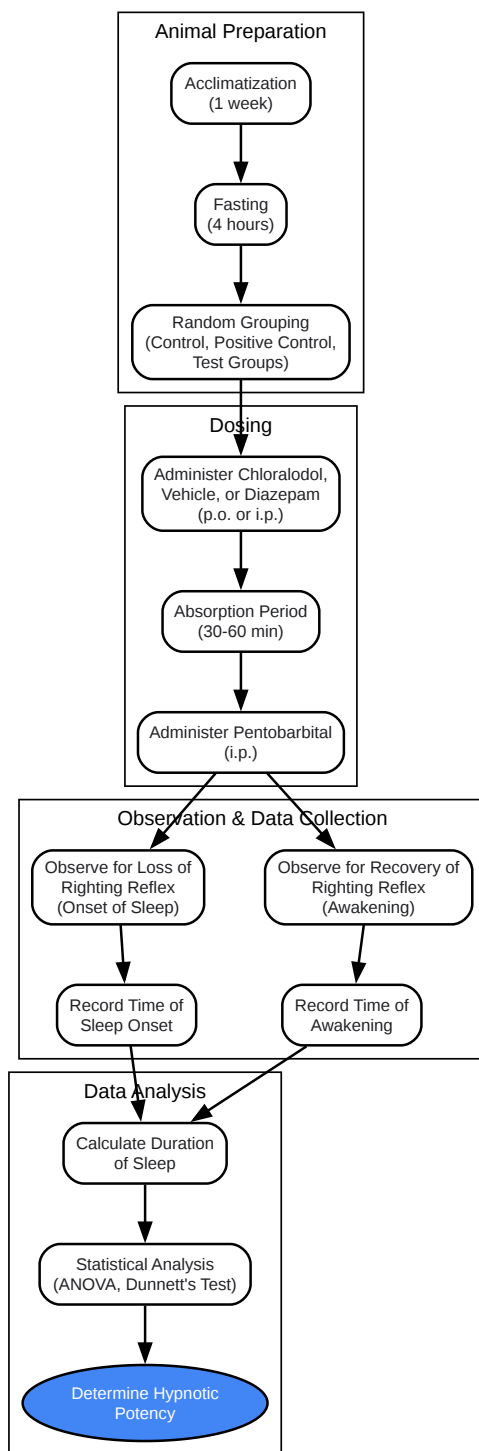 Animal Preparation
Acclimatization
(1 week)
Fasting
(4 hours)
Random Grouping
(Control, Positive Control,
Test Groups)
Dosing
Administer Chloralodol,
Vehicle, or Diazepam
(p.o. or i.p.)
Absorption Period
(30-60 min)
Administer Pentobarbital
(i.p.)
Observation & Data Collection
Observe for Loss of
Righting Reflex
(Onset of Sleep)
Observe for Recovery of
Righting Reflex
(Awakening)
Record Time of
Sleep Onset
Record Time of
Awakening
Data Analysis
Calculate Duration
of Sleep
Statistical Analysis
(ANOVA, Dunnett's Test)
Determine Hypnotic
Potency